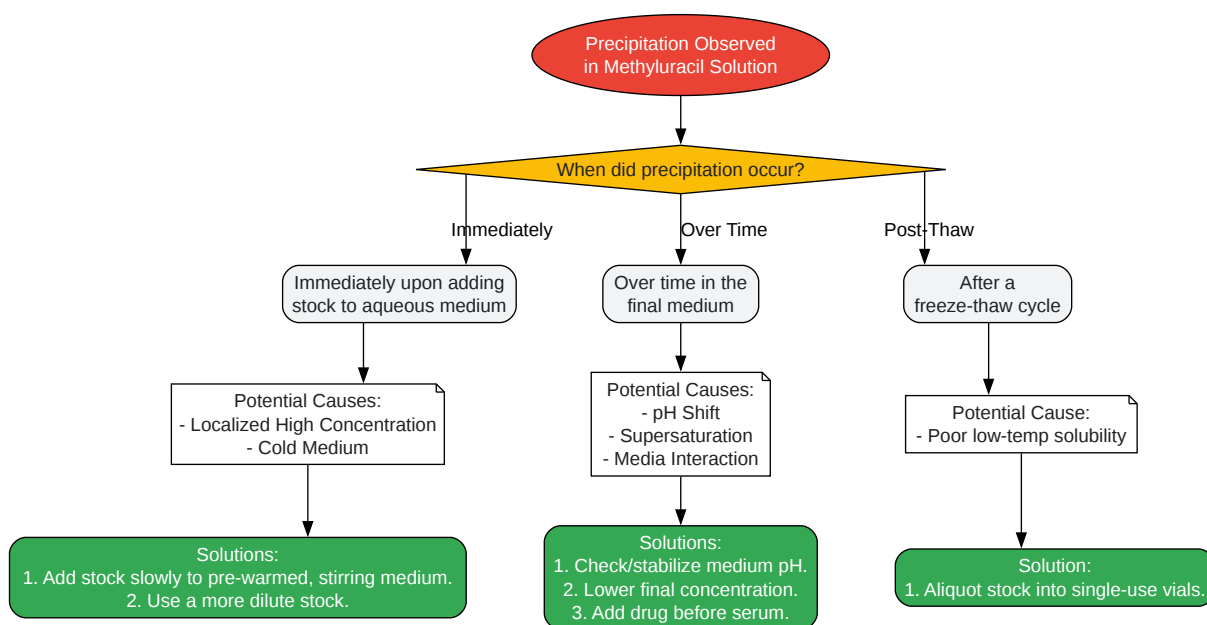 Precipitation Observed
in Methyluracil Solution
When did precipitation occur?
Immediately
Over Time
Post-Thaw
Immediately upon adding
stock to aqueous medium
Over time in the
final medium
After a
freeze-thaw cycle
Potential Causes:
- Localized High Concentration
- Cold Medium
Potential Causes:
- pH Shift
- Supersaturation
- Media Interaction
Potential Cause:
- Poor low-temp solubility
Solutions:
1. Add stock slowly to pre-warmed, stirring medium.
2. Use a more dilute stock.
Solutions:
1. Check/stabilize medium pH.
2. Lower final concentration.
3. Add drug before serum.
Solution:
1. Aliquot stock into single-use vials.